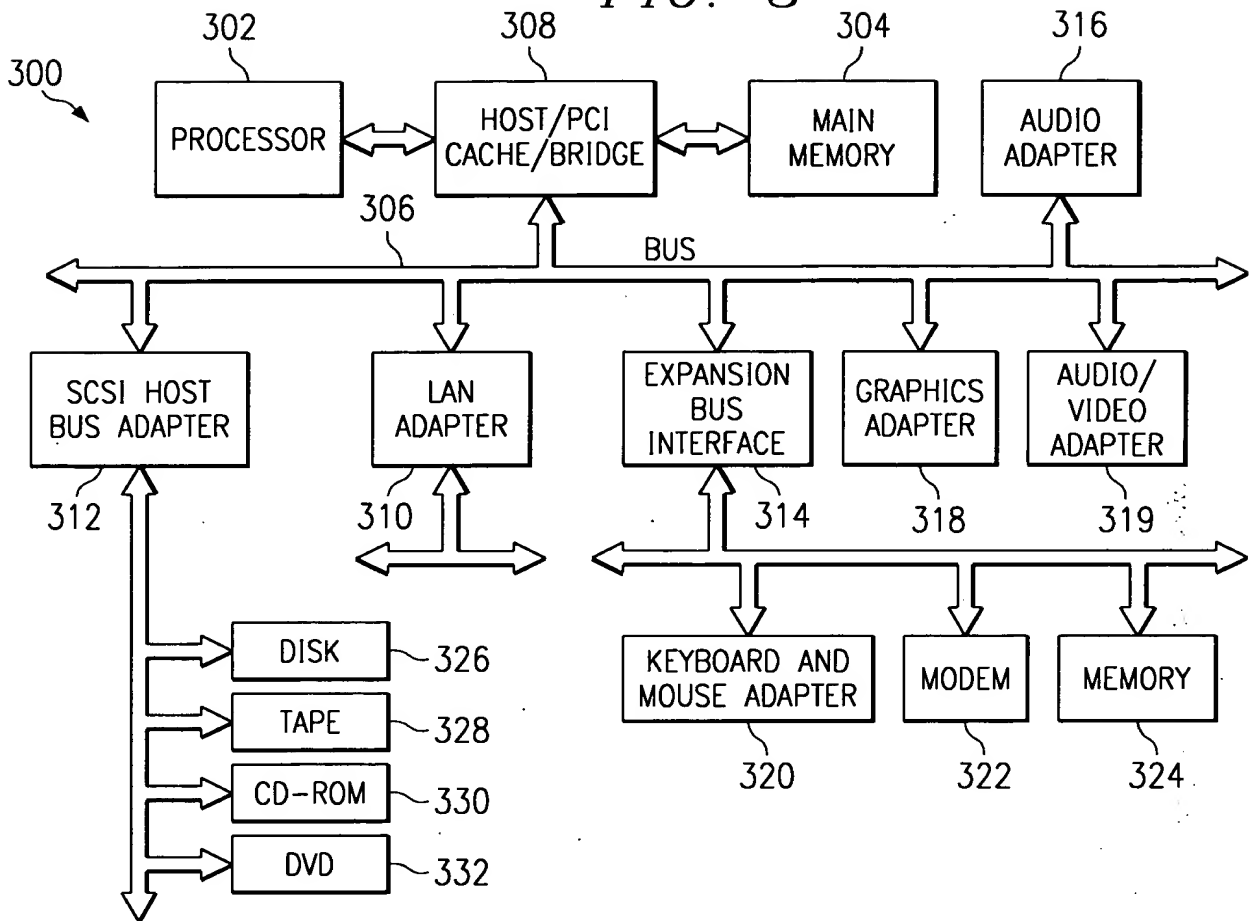 FIG. 3
302
308
304
316
300
PROCESSOR
HOST/PCI
CACHE/BRIDGE
MAIN
MEMORY
AUDIO
ADAPTER
306
BUS
SCSI HOST
BUS ADAPTER
LAN
ADAPTER
EXPANSION
BUS
INTERFACE
GRAPHICS
ADAPTER
AUDIO/
VIDEO
ADAPTER
312
310
314
318
319
DISK
326
TAPE
328
CD-ROM
330
DVD
332
KEYBOARD AND
MOUSE ADAPTER
MODEM
MEMORY
320
322
324